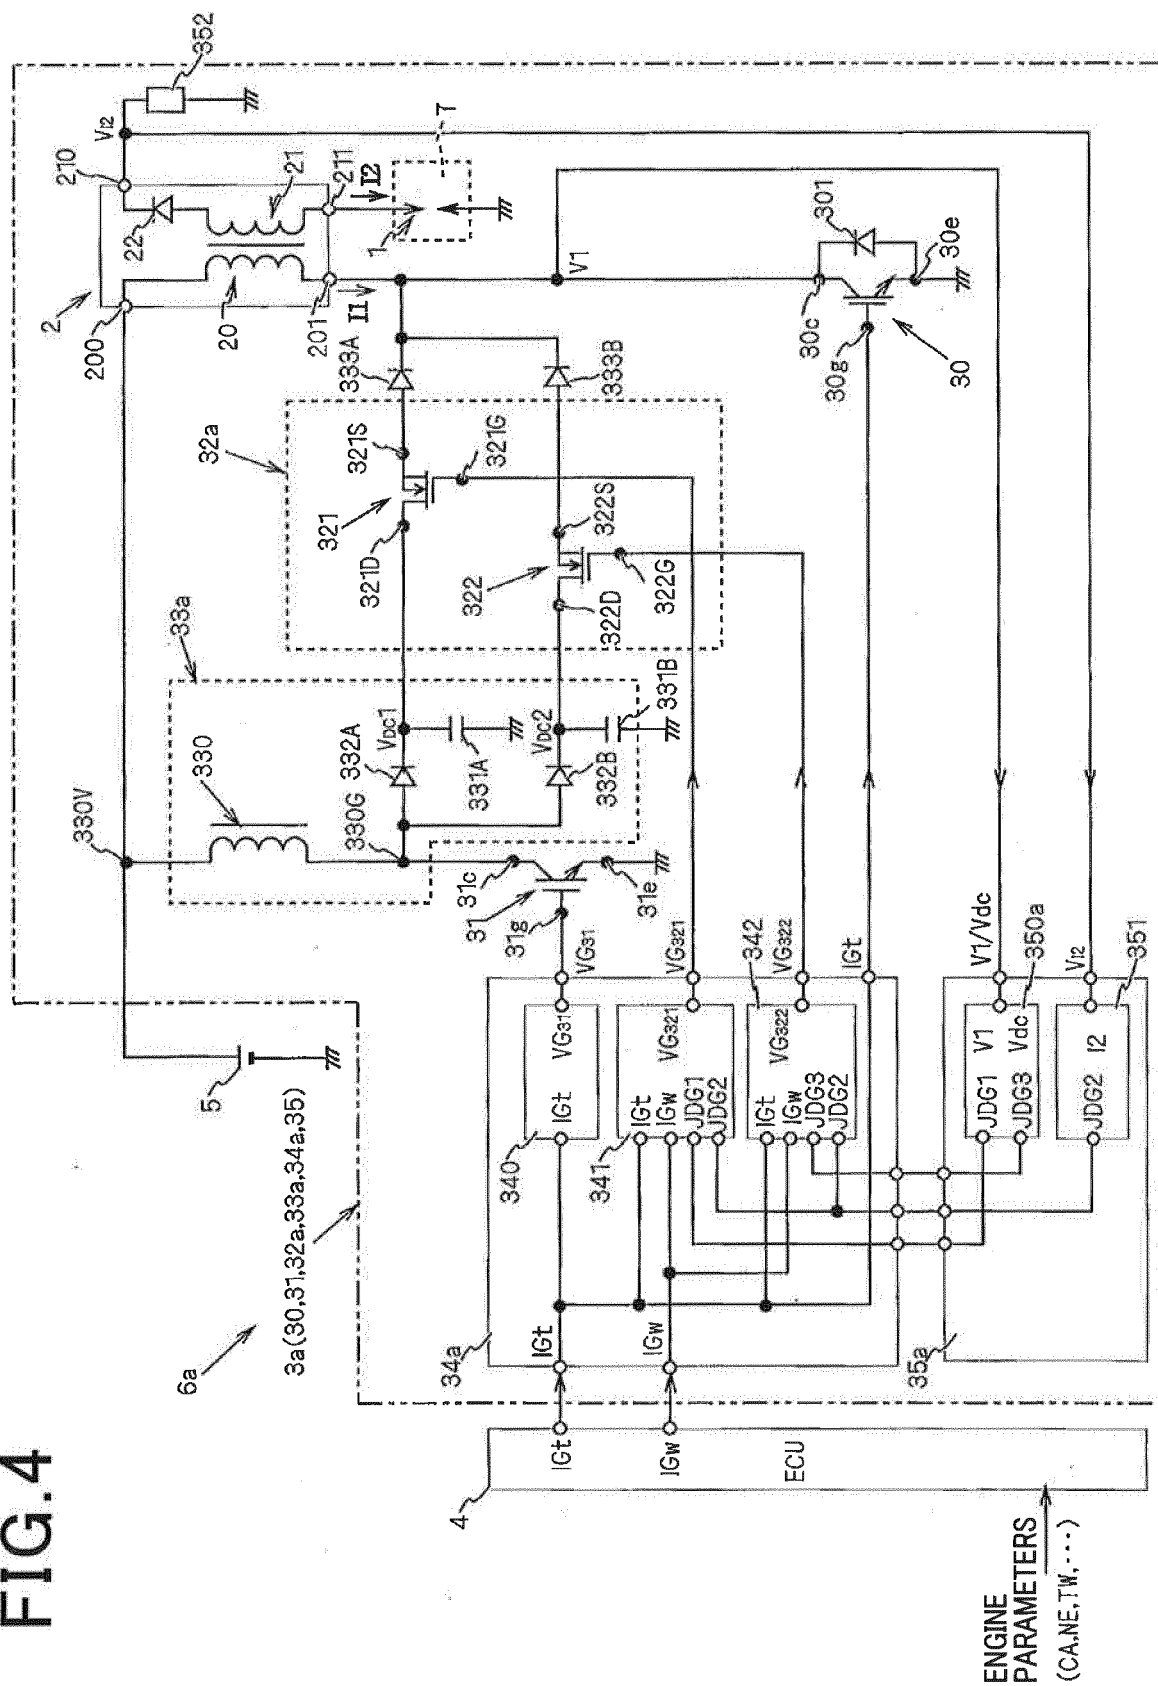 FIG.4
6a
3a(30,31,32a,33a,34a,35)
5
330V
330
33a
32a
2
200
20
201
I1
22
21
210
VI2
352
211
I2
1
7
330G
332A
VDC1
331A
321D
321
321S
321G
333A
332B
VDC2
331B
322D
322
322S
322G
333B
V1
31c
31
31g
31e
30c
30g
30
301
30e
4
IGt
IGw
ECU
ENGINE
PARAMETERS
(CA,NE,TW,···)
34a
IGt
IGw
340
IGt
VG31
VG31
341
IGt
IGw
JDG1
JDG2
VG321
VG321
342
IGt
IGw
JDG3
JDG2
VG322
VG322
IGt
35a
JDG1
V1
JDG3
Vdc
V1/Vdc
350a
JDG2
I2
VI2
351